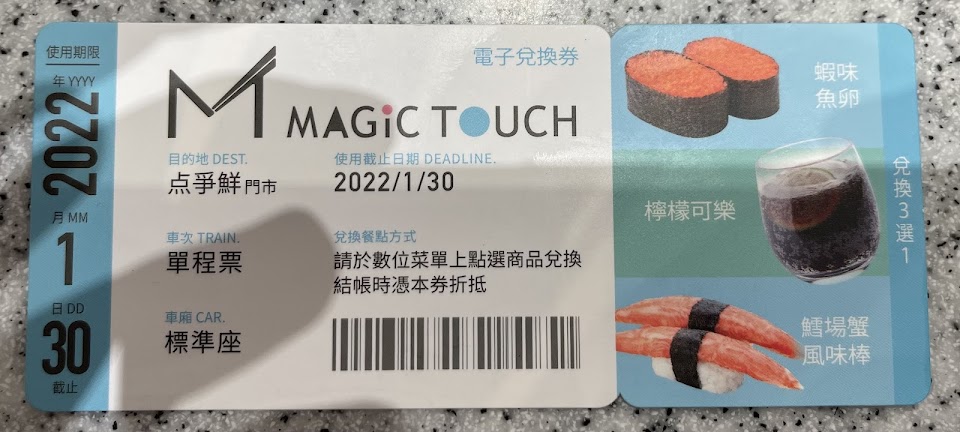 使用期限
年 YYYY
2022
月 MM
1
日 DD
30
截止
電子兌換券
MT
MAGiC TOUCH
目的地 DEST.
点爭鮮 門市
使用截止日期 DEADLINE.
2022/1/30
車次 TRAIN.
單程票
兌換餐點方式
請於數位菜單上點選商品兌換
結帳時憑本券折抵
車廂 CAR.
標準座
蝦味
魚卵
檸檬可樂
鱈場蟹
風味棒
兌換3選1